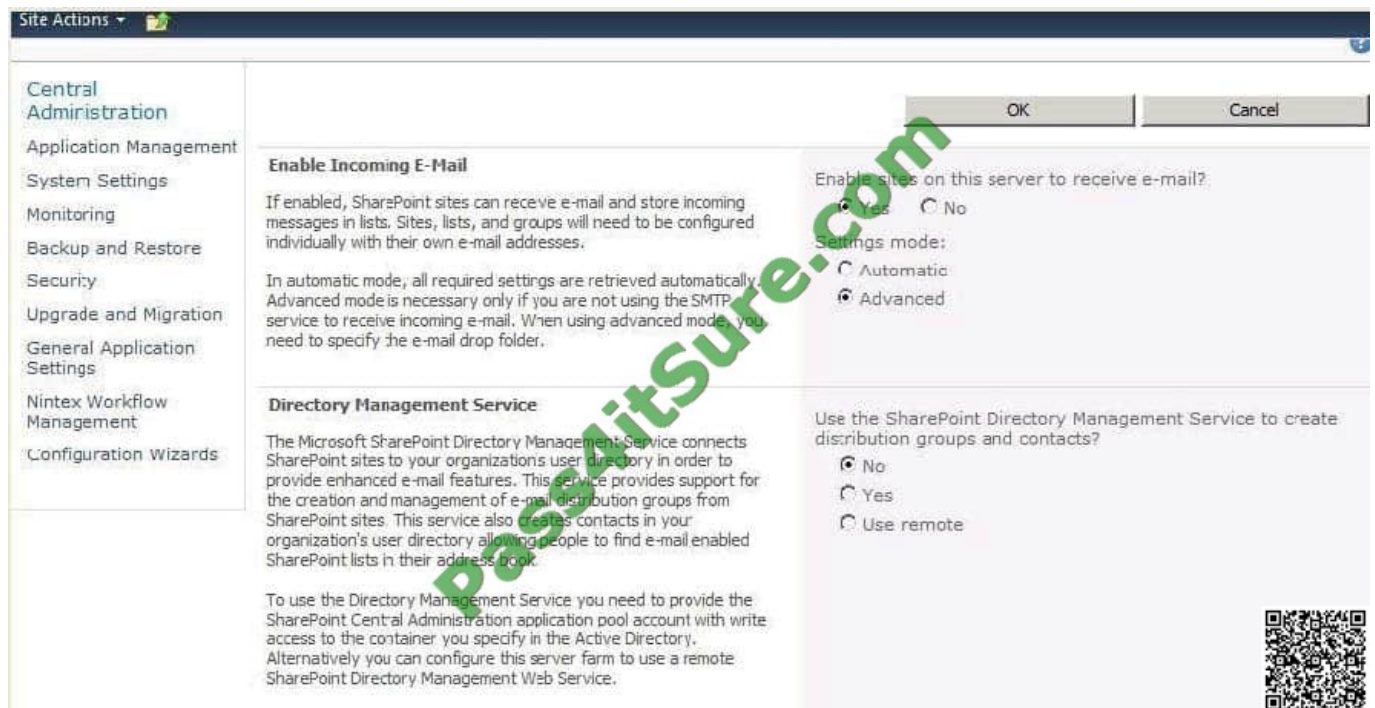 Site Actions
Central
Administration
Application Management
System Settings
Monitoring
Backup and Restore
Security
Upgrade and Migration
General Application
Settings
Nintex Workflow
Management
Configuration Wizards
OK
Cancel
Enable Incoming E-Mail
If enabled, SharePoint sites can receive e-mail and store incoming
messages in lists. Sites, lists, and groups will need to be configured
individually with their own e-mail addresses.
In automatic mode, all required settings are retrieved automatically.
Advanced mode is necessary only if you are not using the SMTP
service to receive incoming e-mail. When using advanced mode, you
need to specify the e-mail drop folder.
Enable sites on this server to receive e-mail?
Yes
No
Settings mode:
Automatic
Advanced
Directory Management Service
The Microsoft SharePoint Directory Management Service connects
SharePoint sites to your organizations user directory in order to
provide enhanced e-mail features. This service provides support for
the creation and management of e-mail distribution groups from
SharePoint sites. This service also creates contacts in your
organization's user directory allowing people to find e-mail enabled
SharePoint lists in their address book.
To use the Directory Management Service you need to provide the
SharePoint Central Administration application pool account with write
access to the container you specify in the Active Directory.
Alternatively you can configure this server farm to use a remote
SharePoint Directory Management Web Service.
Use the SharePoint Directory Management Service to create
distribution groups and contacts?
No
Yes
Use remote
Pass4itSure.com